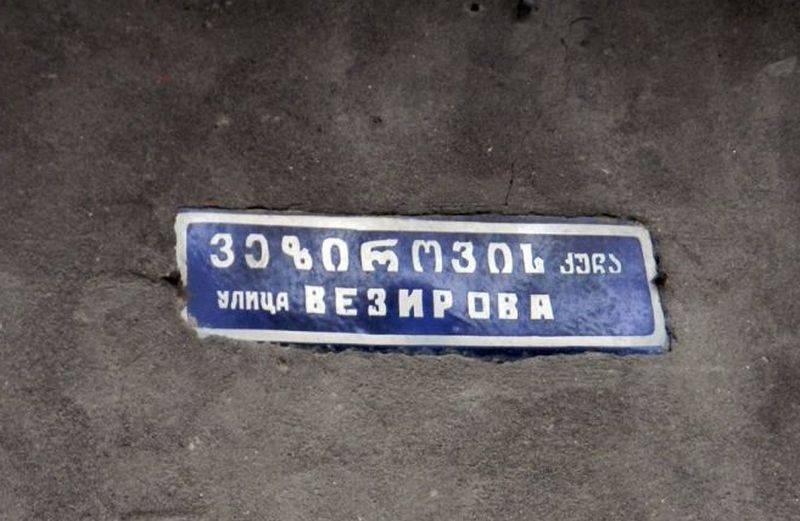 ვეზიროვის ქუჩა
улица ВЕЗИРОВА